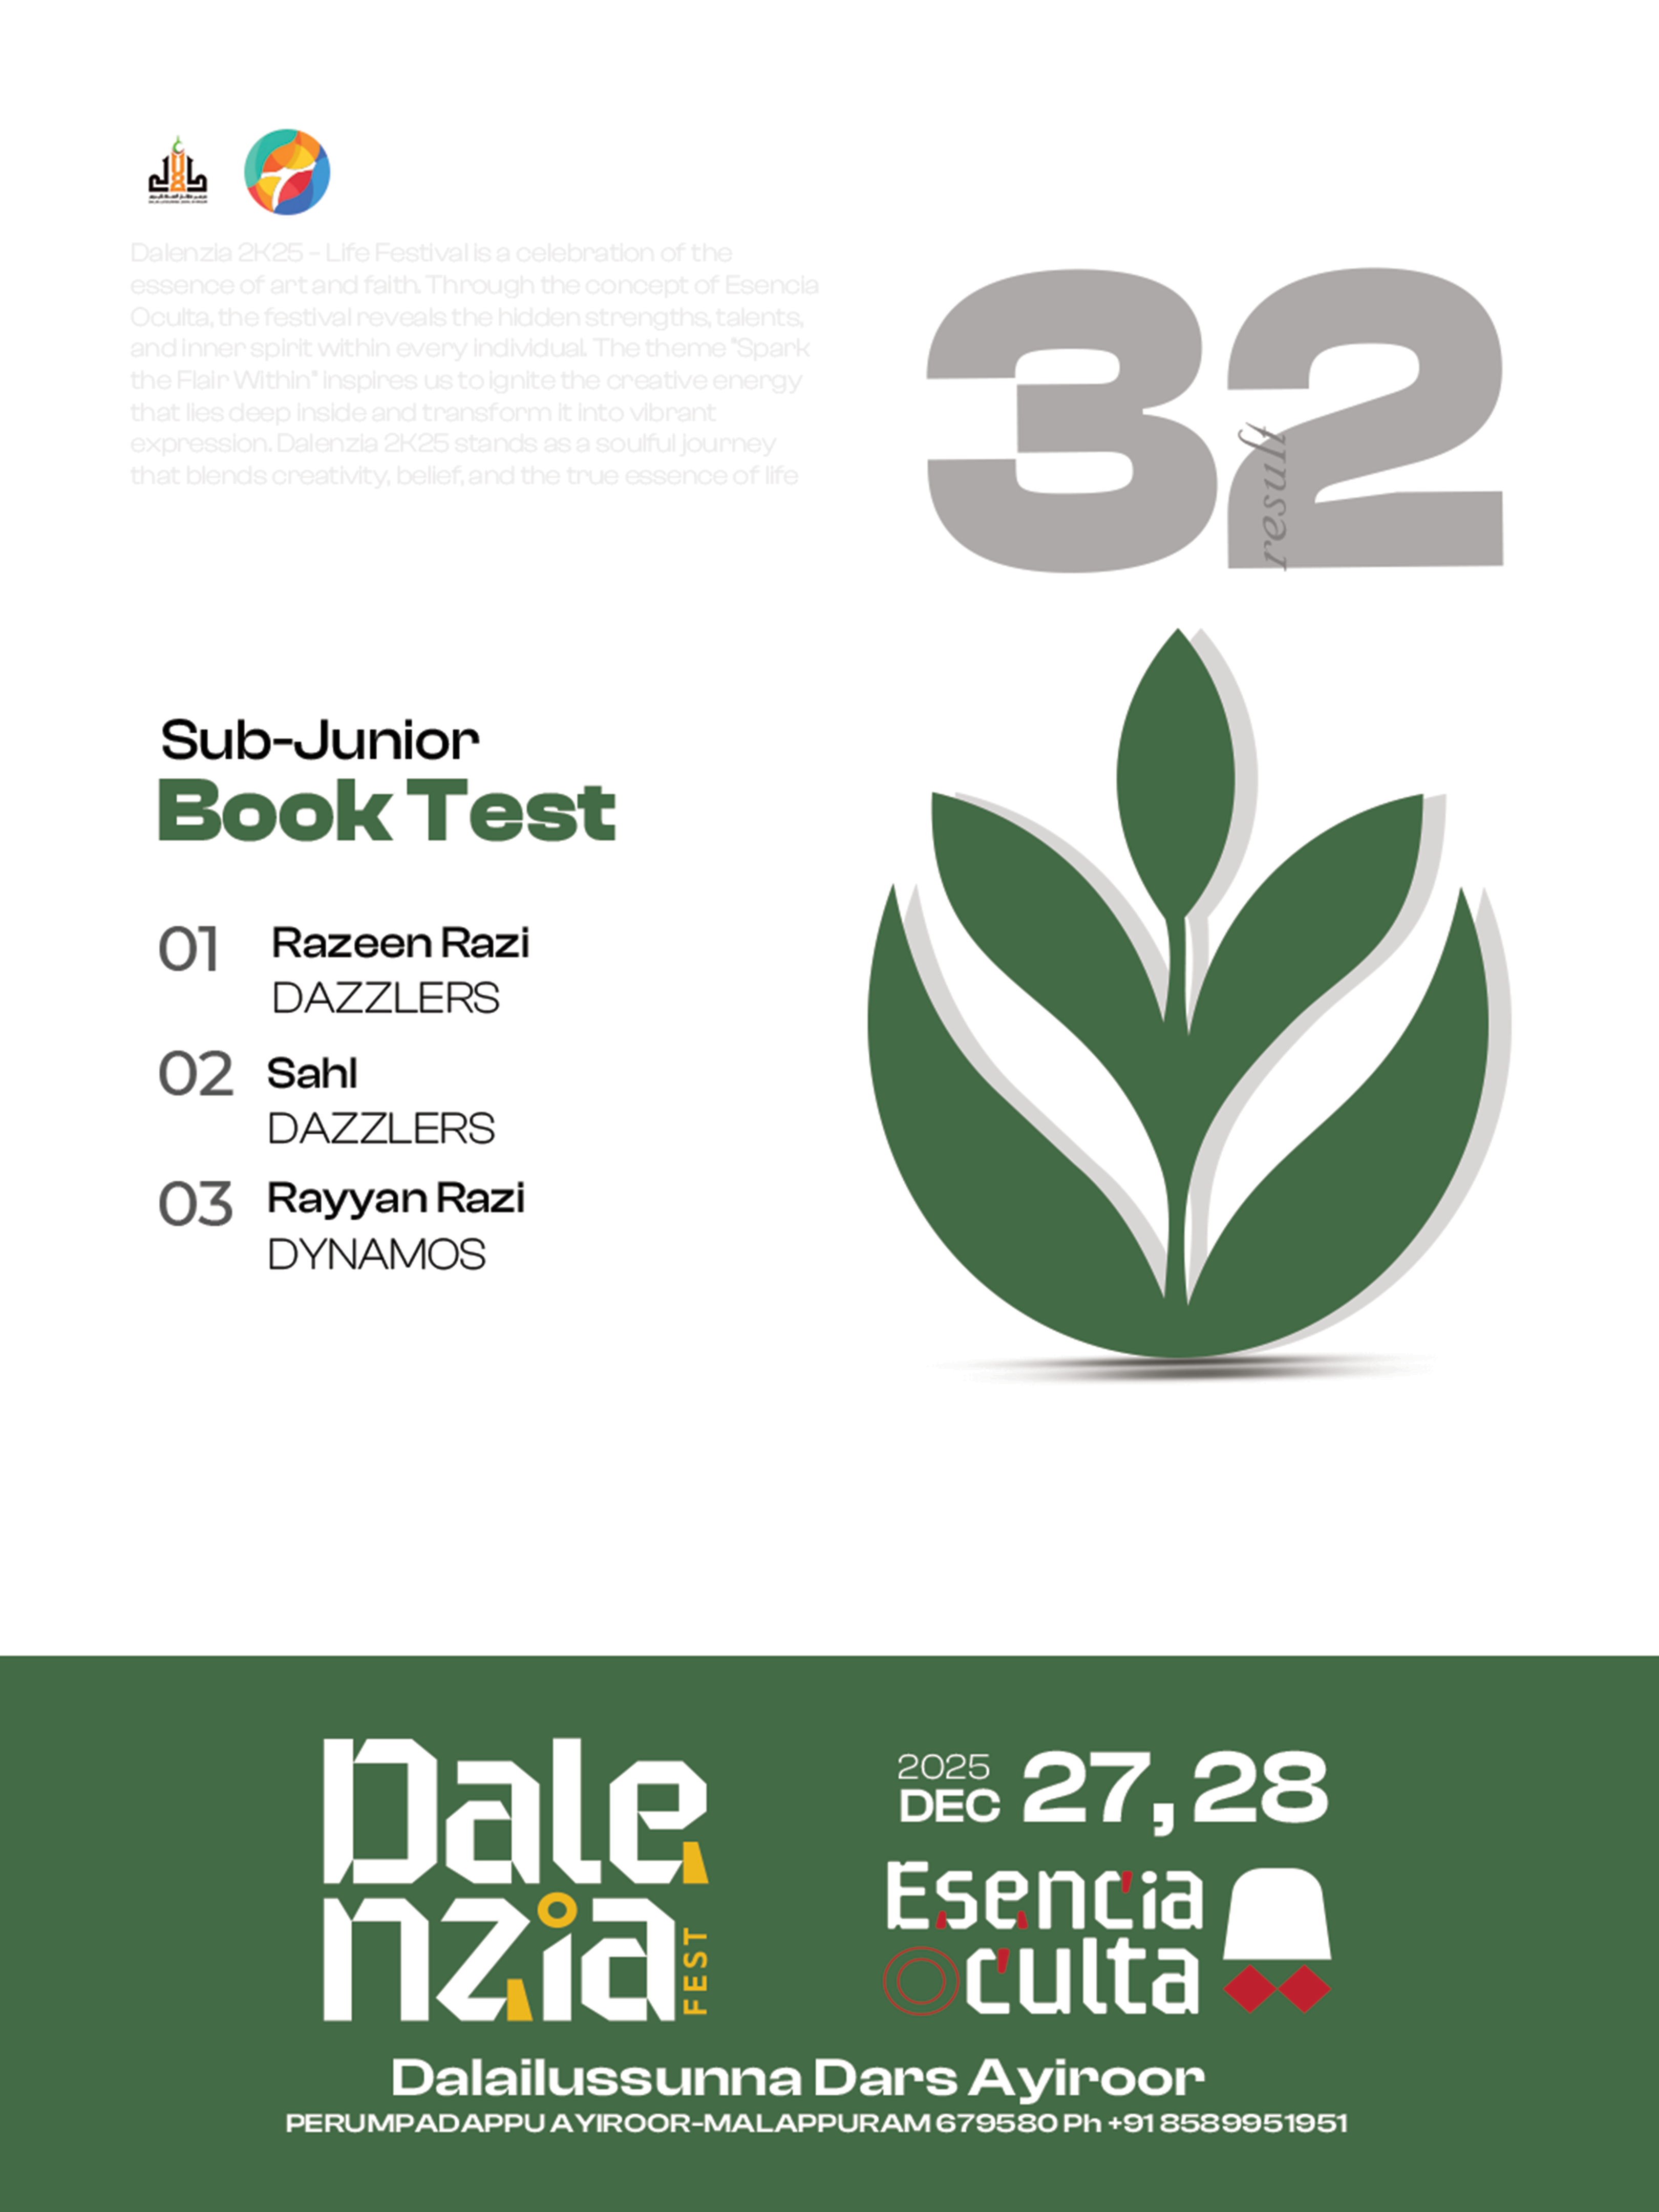 Dalenzia 2K25 - Life Festival is a celebration of the
essence of art and faith. Through the concept of Esencia
Oculta, the festival reveals the hidden strengths, talents,
and inner spirit within every individual. The theme "Spark
the Flair Within" inspires us to ignite the creative energy
that lies deep inside and transform it into vibrant
expression. Dalenzia 2K25 stands as a soulful journey
that blends creativity, belief, and the true essence of life
32
result
Sub-Junior
Book Test
01 Razeen Razi
DAZZLERS
02 Sahl
DAZZLERS
03 Rayyan Razi
DYNAMOS
Dale
nzia
FEST
2025
DEC 27,28
Esencia
Oculta
Dalailussunna Dars Ayiroor
PERUMPADAPPU AYIROOR-MALAPPURAM 679580 Ph +91 8589951951